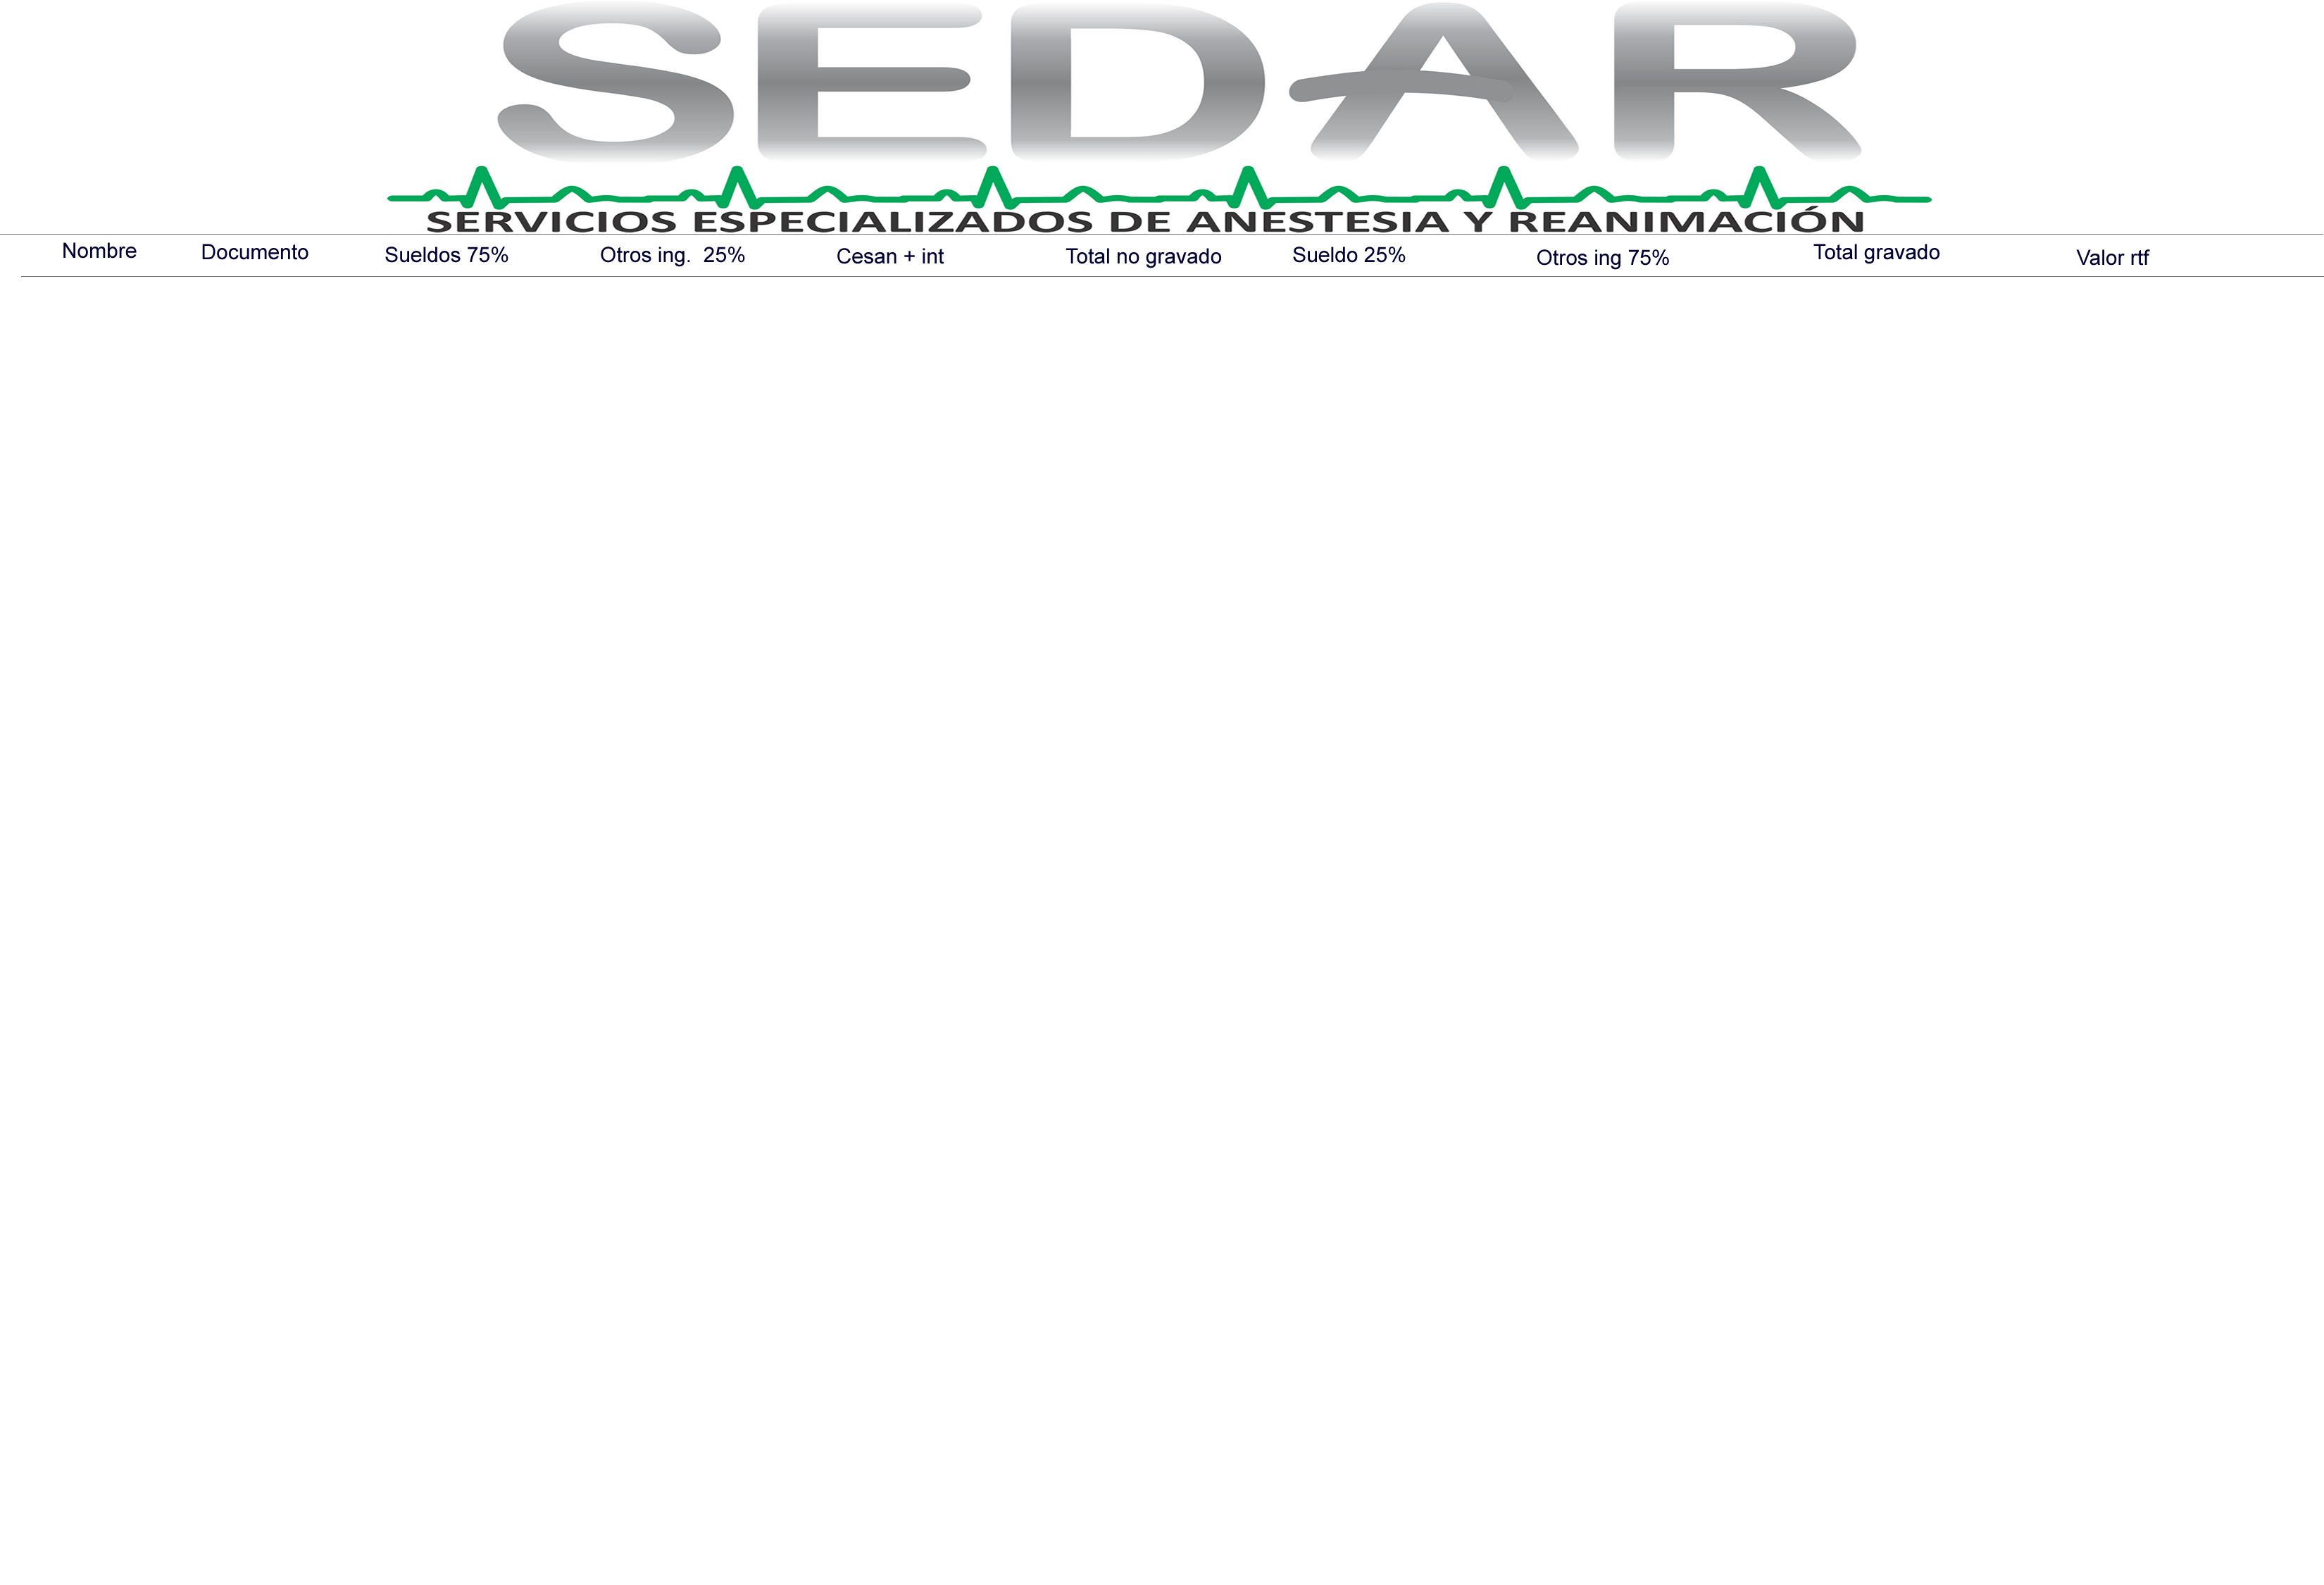 SEDAR
SERVICIOS ESPECIALIZADOS DE ANESTESIA Y REANIMACIÓN
Nombre Documento Sueldos 75% Otros ing. 25% Cesan + int Total no gravado Sueldo 25% Otros ing 75% Total gravado Valor rtf